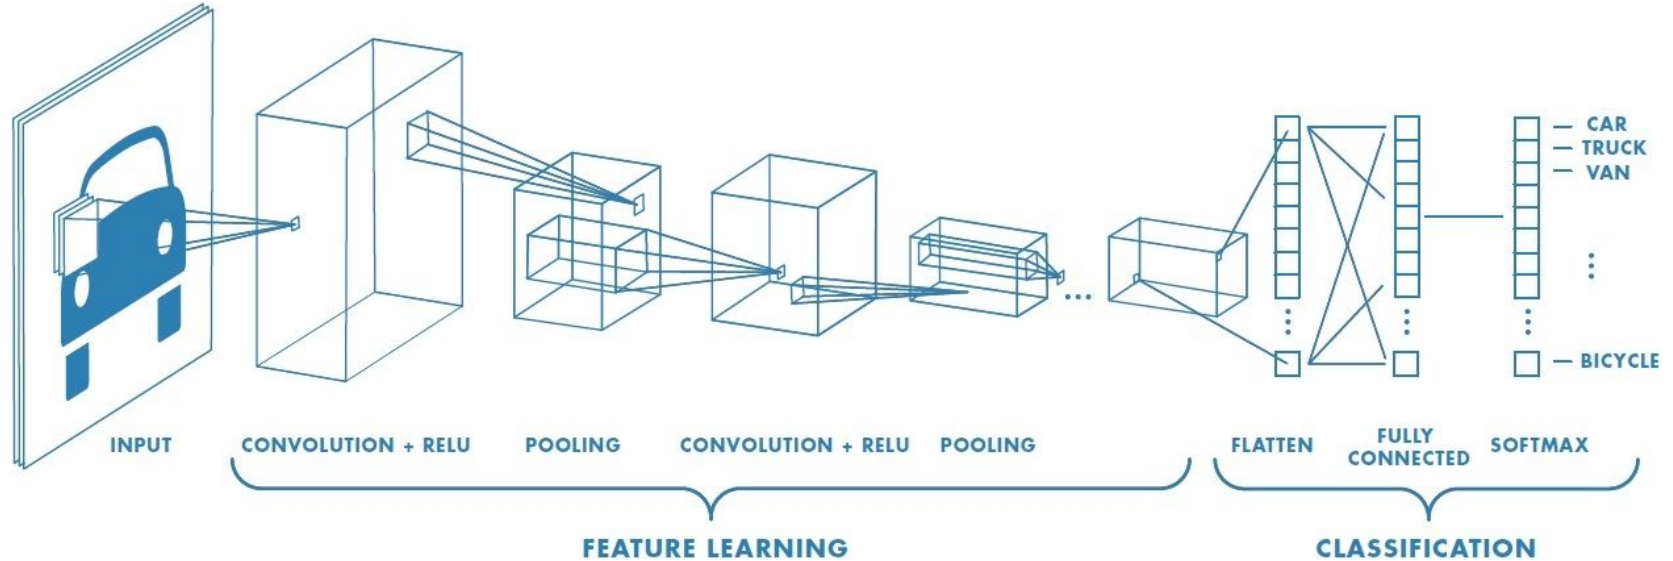 CAR
TRUCK
VAN
BICYCLE
INPUT
CONVOLUTION + RELU
POOLING
CONVOLUTION + RELU
POOLING
FLATTEN
FULLY
CONNECTED
SOFTMAX
FEATURE LEARNING
CLASSIFICATION